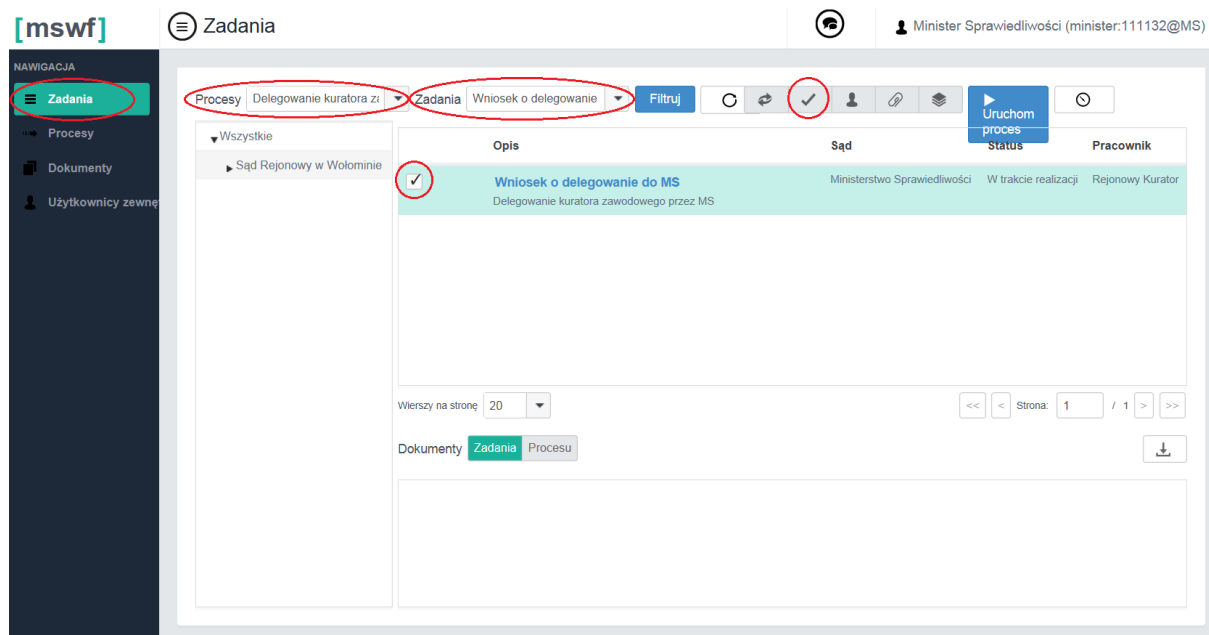 [mswf]
Zadania
Minister Sprawiedliwości (minister:111132@MS)
NAWIGACJA
Zadania
Procesy
Dokumenty
Użytkownicy zewnę
Procesy Delegowanie kuratora za Zadania Wniosek o delegowanie Filtruj
Uruchom
proces
Wszystkie
Sąd Rejonowy w Wołominie
Opis Sąd Status Pracownik
Wniosek o delegowanie do MS Ministerstwo Sprawiedliwości W trakcie realizacji Rejonowy Kurator
Delegowanie kuratora zawodowego przez MS
Wierszy na stronę 20 << < Strona: 1 / 1 > >>
Dokumenty Zadania Procesu